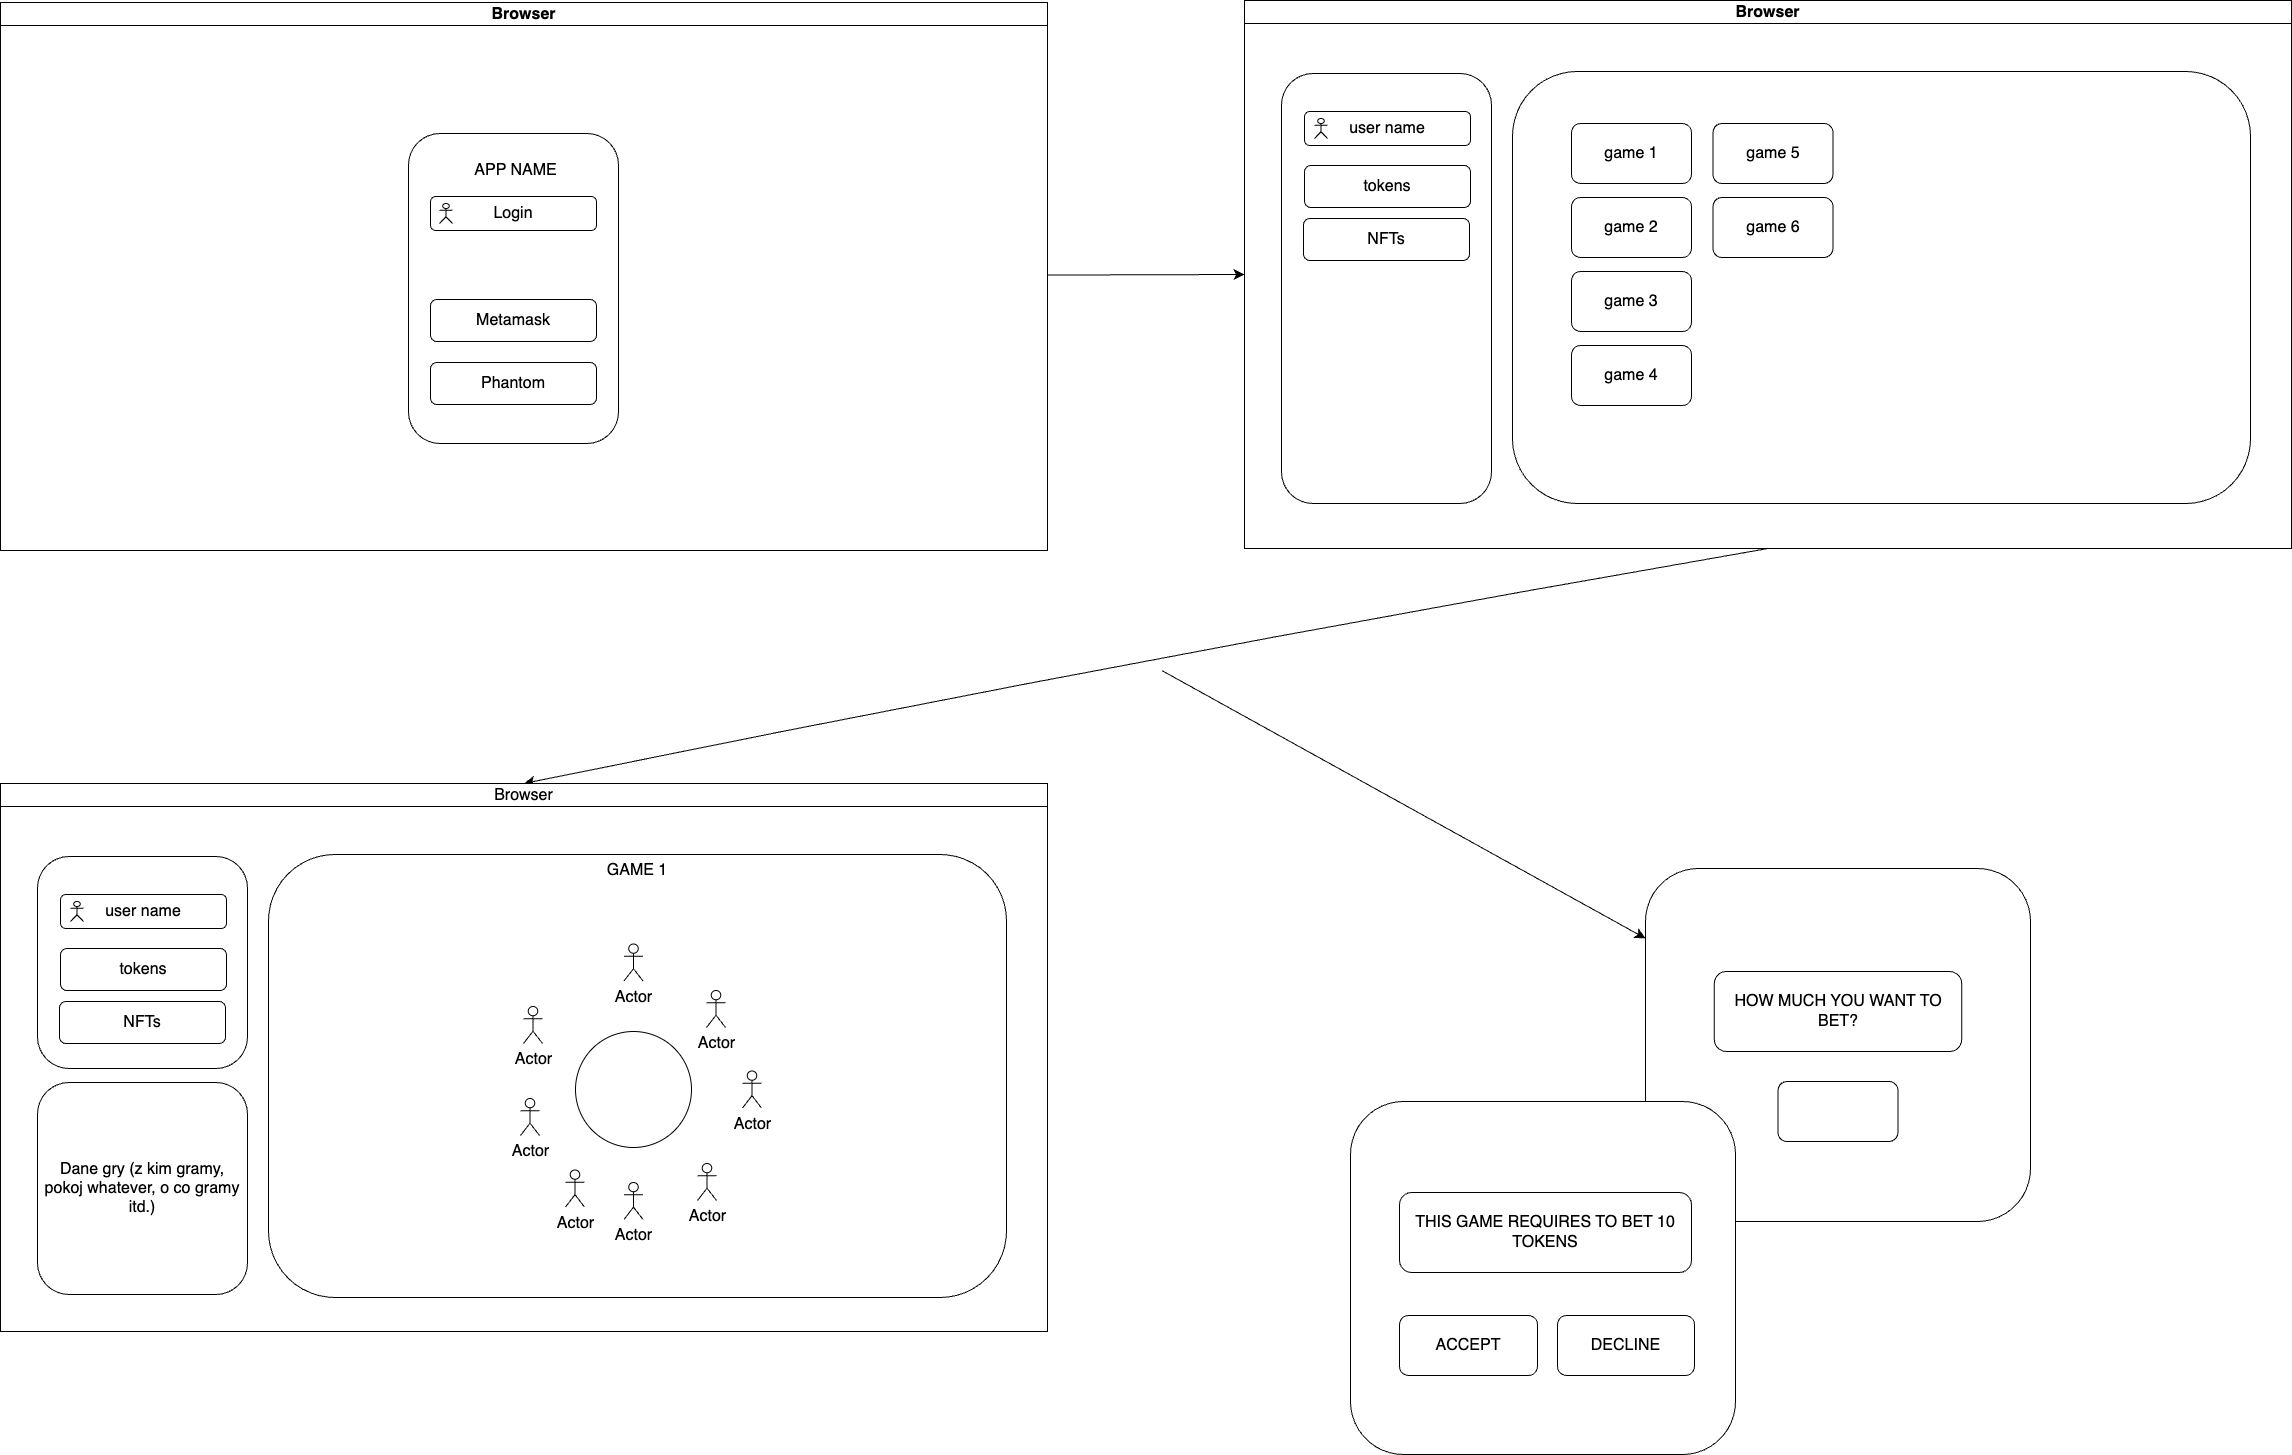 Browser
APP NAME
Login
Metamask
Phantom
Browser
user name
tokens
NFTs
game 1
game 5
game 2
game 6
game 3
game 4
Browser
user name
tokens
NFTs
Dane gry (z kim gramy,
pokoj whatever, o co gramy
itd.)
GAME 1
Actor
Actor
Actor
Actor
Actor
Actor
Actor
Actor
HOW MUCH YOU WANT TO
BET?
THIS GAME REQUIRES TO BET 10
TOKENS
ACCEPT
DECLINE